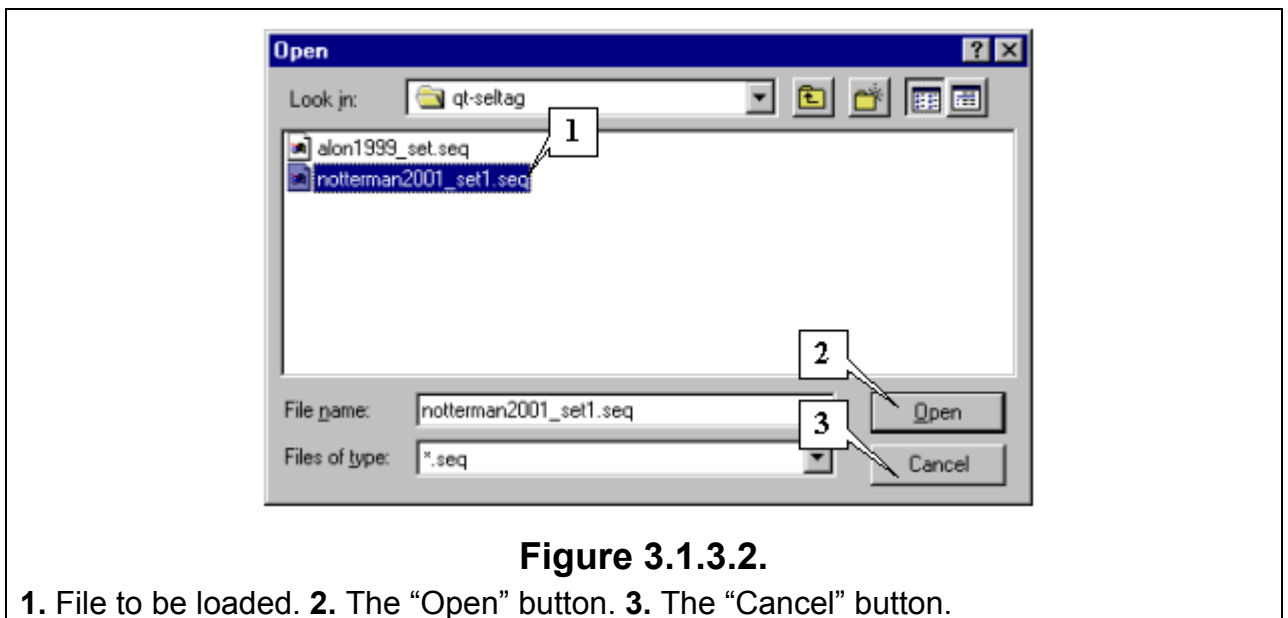 Open
Look in: qt-seltag
1
alon1999_set.seq
notterman2001_set1.seq
2
File name: notterman2001_set1.seq Open
3
Files of type: *.seq Cancel
Figure 3.1.3.2.
1. File to be loaded. 2. The “Open” button. 3. The “Cancel” button.